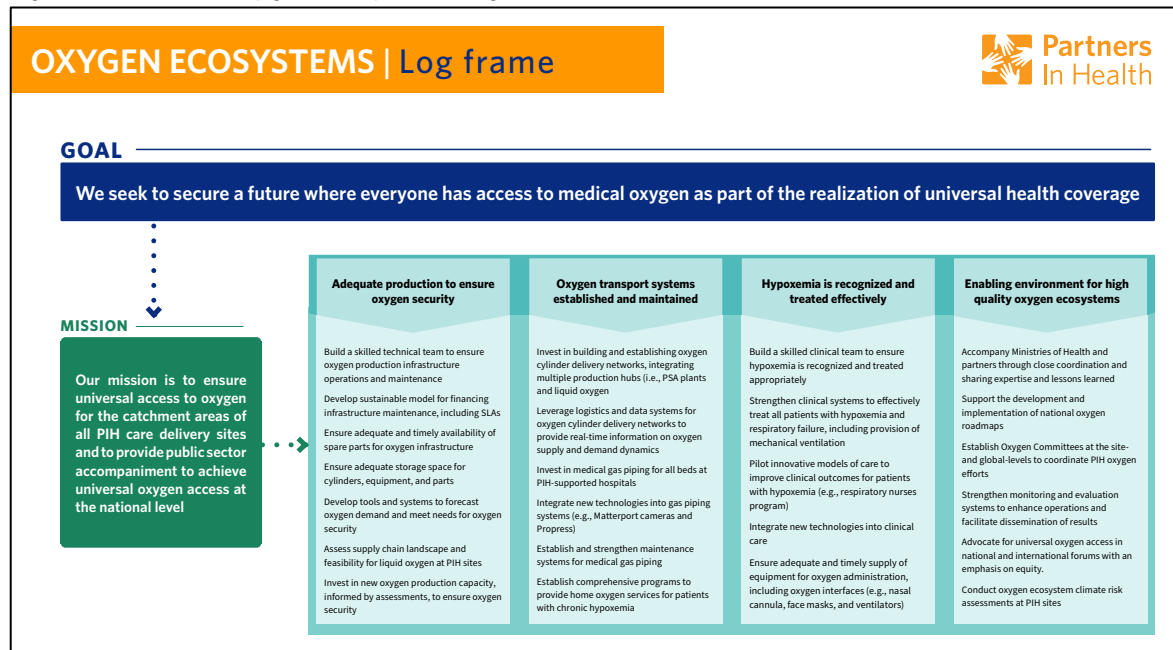 OXYGEN ECOSYSTEMS | Log frame
Partners
In Health
GOAL
We seek to secure a future where everyone has access to medical oxygen as part of the realization of universal health coverage
MISSION
Our mission is to ensure
universal access to oxygen
for the catchment areas of
all PIH care delivery sites
and to provide public sector
accompaniment to achieve
universal oxygen access at
the national level
Adequate production to ensure
oxygen security
Build a skilled technical team to ensure
oxygen production infrastructure
operations and maintenance
Develop sustainable model for financing
infrastructure maintenance, including SLAs
Ensure adequate and timely availability of
spare parts for oxygen infrastructure
Ensure adequate storage space for
cylinders, equipment, and parts
Develop tools and systems to forecast
oxygen demand and meet needs for oxygen
security
Assess supply chain landscape and
feasibility for liquid oxygen at PIH sites
Invest in new oxygen production capacity,
informed by assessments, to ensure oxygen
security
Oxygen transport systems
established and maintained
Invest in building and establishing oxygen
cylinder delivery networks, integrating
multiple production hubs (i.e., PSA plants
and liquid oxygen
Leverage logistics and data systems for
oxygen cylinder delivery networks to
provide real-time information on oxygen
supply and demand dynamics
Invest in medical gas piping for all beds at
PIH-supported hospitals
Integrate new technologies into gas piping
systems (e.g., Matterport cameras and
Propress)
Establish and strengthen maintenance
systems for medical gas piping
Establish comprehensive programs to
provide home oxygen services for patients
with chronic hypoxemia
Hypoxemia is recognized and
treated effectively
Build a skilled clinical team to ensure
hypoxemia is recognized and treated
appropriately
Strengthen clinical systems to effectively
treat all patients with hypoxemia and
respiratory failure, including provision of
mechanical ventilation
Pilot innovative models of care to
improve clinical outcomes for patients
with hypoxemia (e.g., respiratory nurses
program)
Integrate new technologies into clinical
care
Ensure adequate and timely supply of
equipment for oxygen administration,
including oxygen interfaces (e.g., nasal
cannula, face masks, and ventilators)
Enabling environment for high
quality oxygen ecosystems
Accompany Ministries of Health and
partners through close coordination and
sharing expertise and lessons learned
Support the development and
implementation of national oxygen
roadmaps
Establish Oxygen Committees at the site-
and global-levels to coordinate PIH oxygen
efforts
Strengthen monitoring and evaluation
systems to enhance operations and
facilitate dissemination of results
Advocate for universal oxygen access in
national and international forums with an
emphasis on equity.
Conduct oxygen ecosystem climate risk
assessments at PIH sites